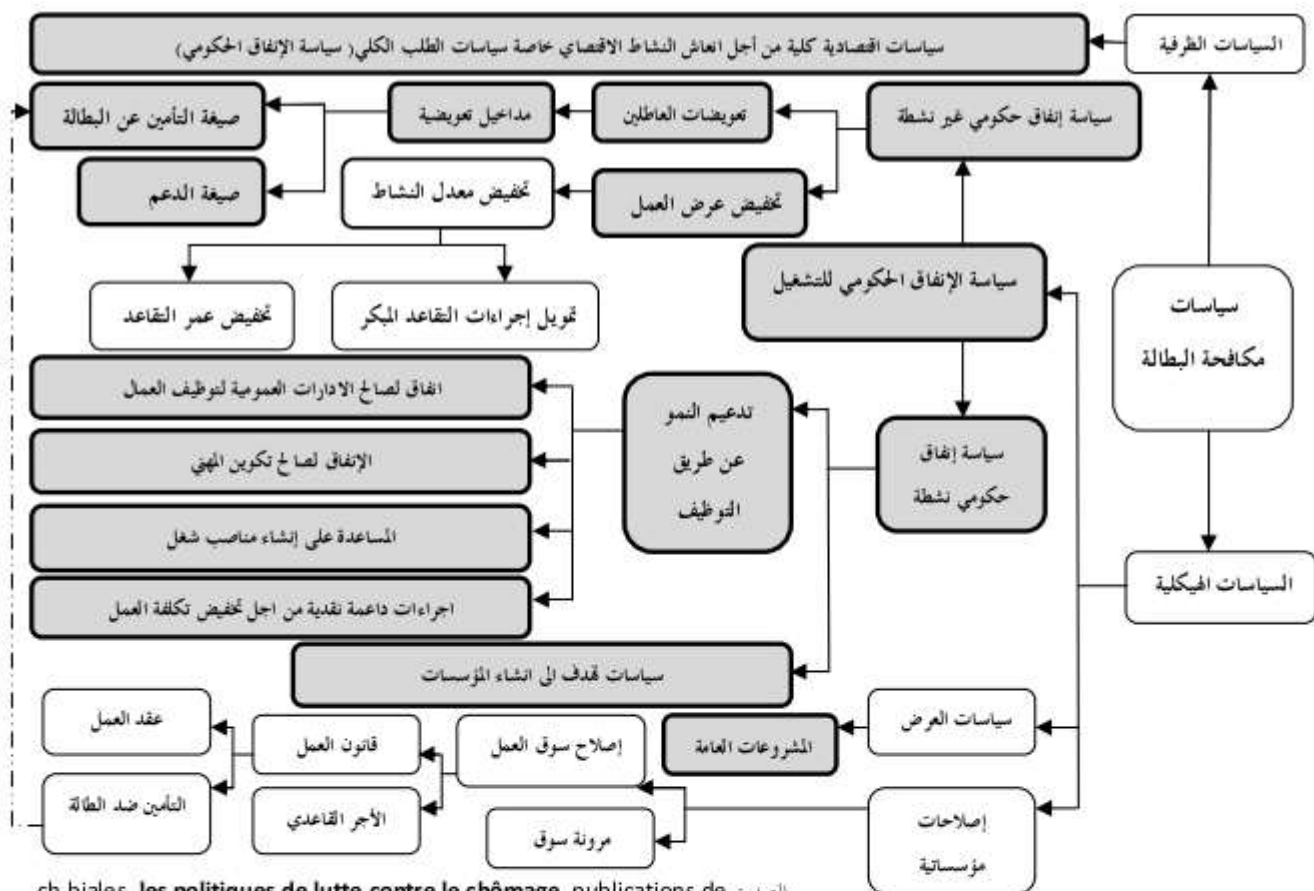 السياسات الظرفية
سياسات اقتصادية كلية من أجل انعاش النشاط الاقتصاي خاصة سياسات الطلب الكلي( سياسة الإنفاق الحكومي)
سياسة إنفاق حكومي غير نشطة
تعويضات العاطلين
مداخيل تعويضية
صيغة التأمين عن البطالة
صيغة الدعم
تخفيض عرض العمل
تخفيض معدل النشاط
تمويل إجراءات التقاعد المبكر
تخفيض عمر التقاعد
سياسة الإنفاق الحكومي للتشغيل
سياسات
مكافحة البطالة
سياسة إنفاق
حكومي نشطة
تدعيم النمو
عن طريق
التوظيف
انفاق لصالح الادارات العمومية لتوظيف العمال
الإنفاق لصالح تكوين المهني
المساعدة على إنشاء مناصب شغل
اجراءات داعمة نقدية من اجل تخفيض تكلفة العمل
سياسات تهدف الى انشاء المؤسسات
السياسات الهيكلية
سياسات العرض
المشروعات العامة
إصلاحات
مؤسساتية
إصلاح سوق العمل
مرونة سوق
قانون العمل
الأجر القاعدي
عقد العمل
التأمين ضد الطالة
ch biales, les politiques de lutte contre le chômage, publications de